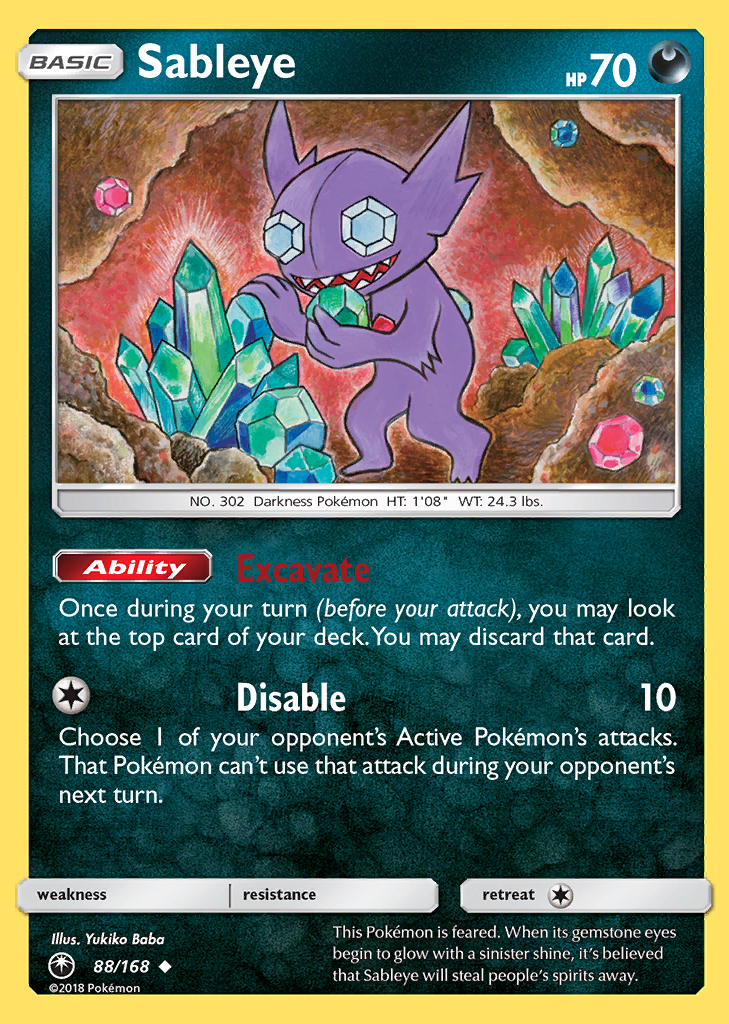 BASIC Sableye HP 70
NO. 302 Darkness Pokémon HT: 1'08" WT: 24.3 lbs.
Ability Excavate
Once during your turn (before your attack), you may look
at the top card of your deck. You may discard that card.
Disable 10
Choose 1 of your opponent's Active Pokémon's attacks.
That Pokémon can't use that attack during your opponent's
next turn.
weakness resistance retreat
Illus. Yukiko Baba
88/168
©2018 Pokémon
This Pokémon is feared. When its gemstone eyes
begin to glow with a sinister shine, it's believed
that Sableye will steal people's spirits away.